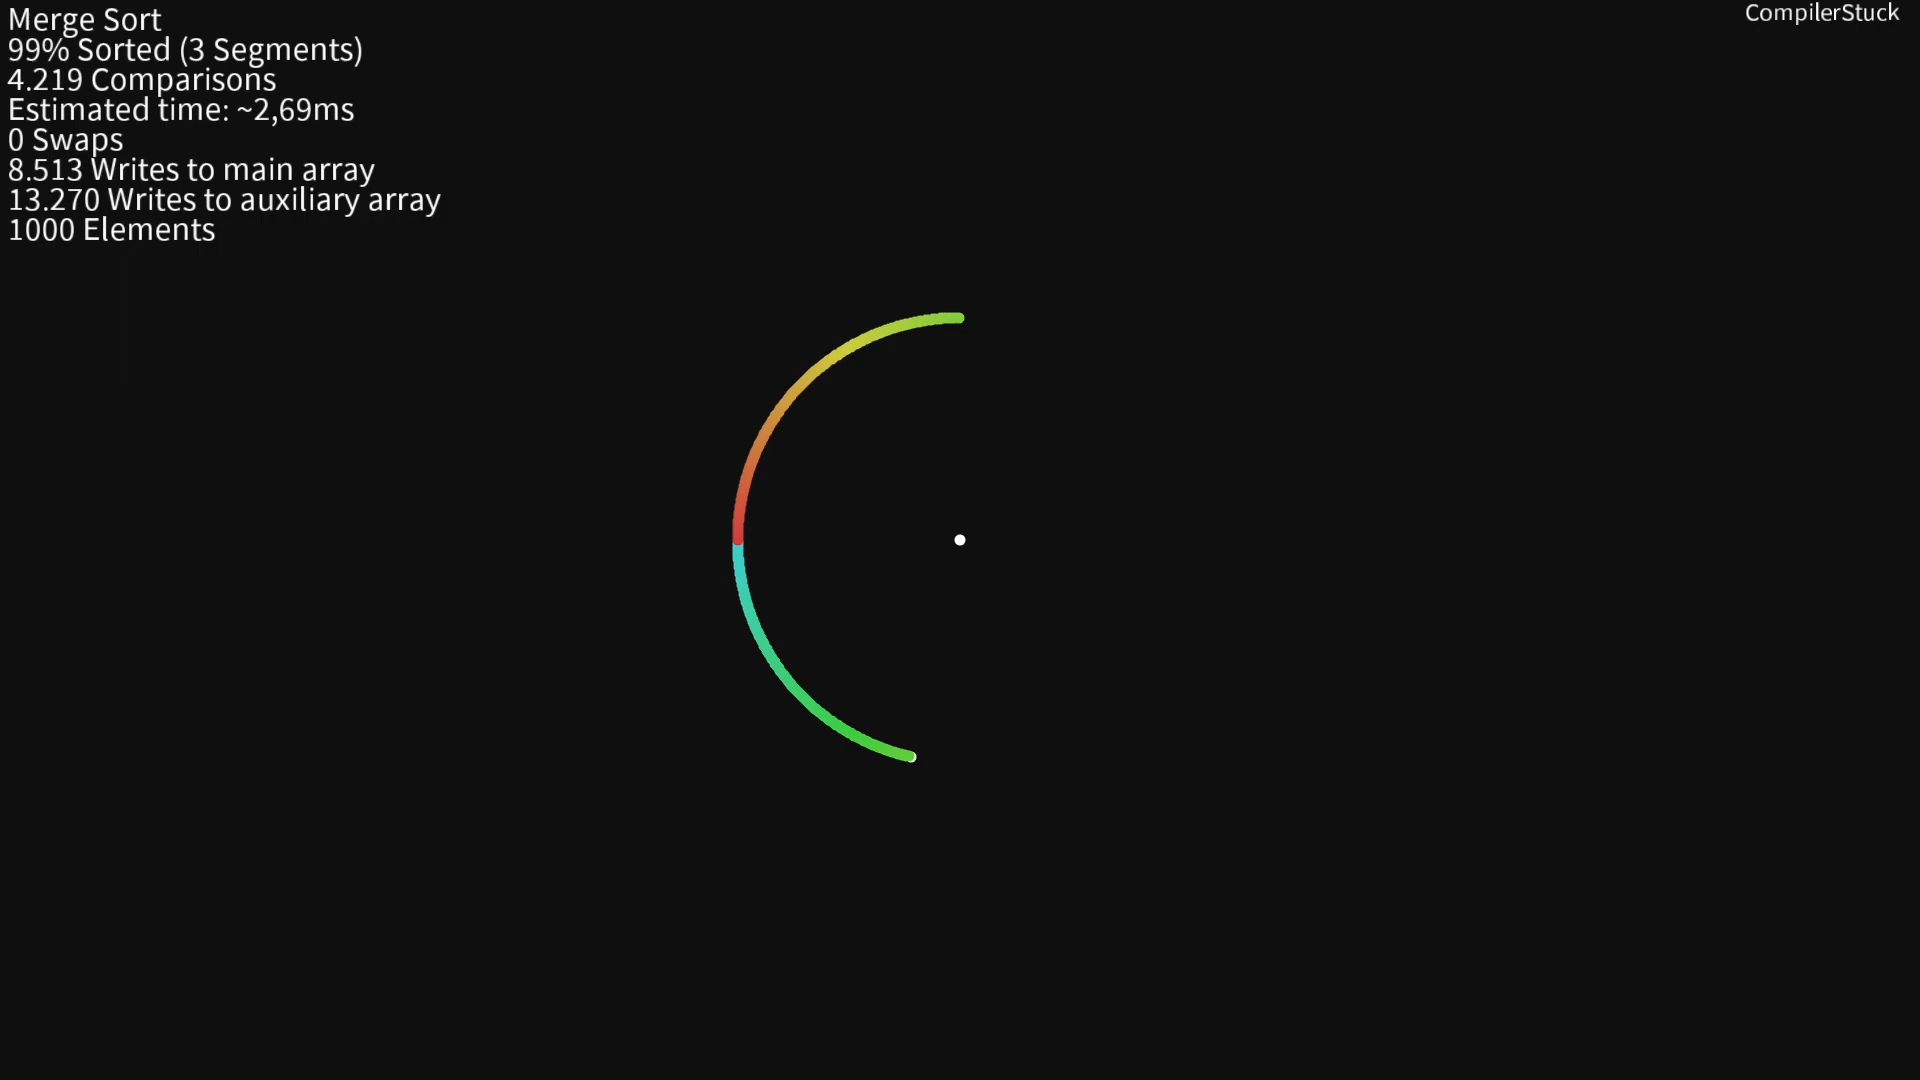 Merge Sort
99% Sorted (3 Segments)
4.219 Comparisons
Estimated time: ~2,69ms
0 Swaps
8.513 Writes to main array
13.270 Writes to auxiliary array
1000 Elements
CompilerStuck